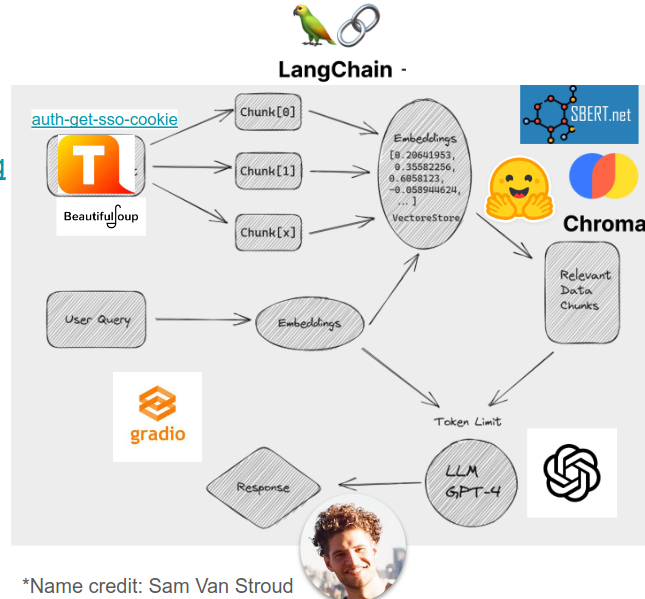 LangChain -
auth-get-sso-cookie
T
BeautifulSoup
Chunk[0]
Chunk[1]
Chunk[x]
Embeddings
[0.20641953,
0.35582256,
0.6058123,
-0.058944624,
...]
VectoreStore
SBERT.net
Chroma
g
Relevant
Data
Chunks
User Query
Embeddings
gradio
Token Limit
LLM
GPT-4
Response
*Name credit: Sam Van Stroud